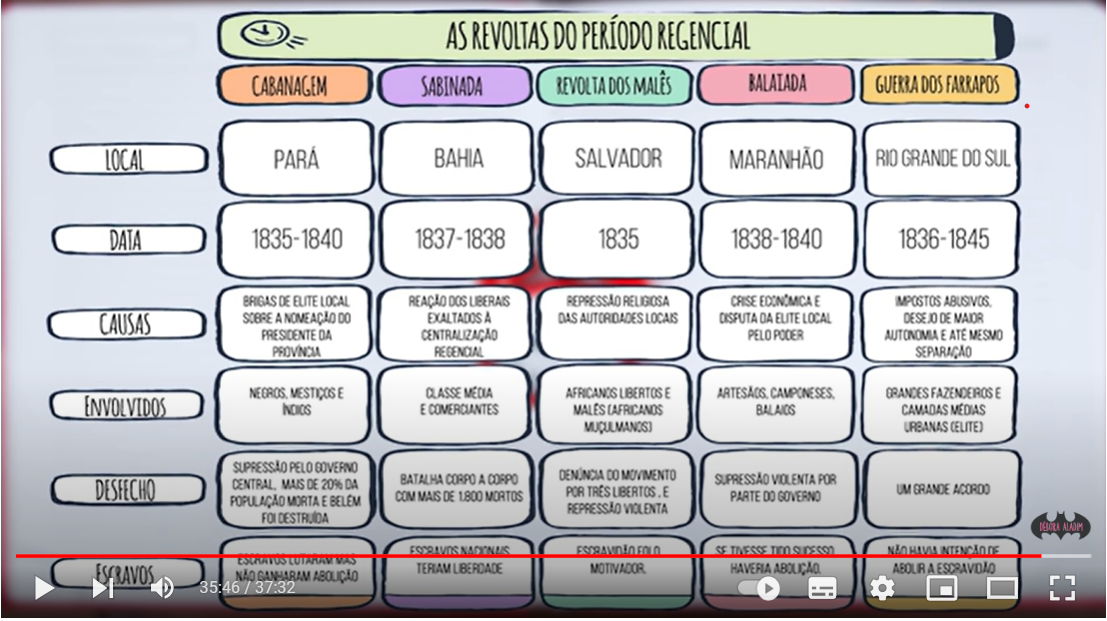 AS REVOLTAS DO PERÍODO REGENCIAL
CABANAGEM
SABINADA
REVOLTA DOS MALÊS
BALAIADA
GUERRA DOS FARRAPOS
LOCAL
PARÁ
BAHIA
SALVADOR
MARANHÃO
RIO GRANDE DO SUL
DATA
1835-1840
1837-1838
1835
1838-1840
1836-1845
CAUSAS
BRIGAS DE ELITE LOCAL
SOBRE A NOMEAÇÃO DO
PRESIDENTE DA
PROVÍNCIA
REAÇÃO DOS LIBERAIS
EXALTADOS À
CENTRALIZAÇÃO
REGENCIAL
REPRESSÃO RELIGIOSA
DAS AUTORIDADES LOCAIS
CRISE ECONÔMICA E
DISPUTA DA ELITE LOCAL
PELO PODER
IMPOSTOS ABUSIVOS,
DESEJO DE MAIOR
AUTONOMIA E ATÉ MESMO
SEPARAÇÃO
ENVOLVIDOS
NEGROS, MESTIÇOS E
ÍNDIOS
CLASSE MÉDIA
E COMERCIANTES
AFRICANOS LIBERTOS E
MALÊS (AFRICANOS
MUÇULMANOS)
ARTESÃOS, CAMPONESES,
BALAIOS
GRANDES FAZENDEIROS E
CAMADAS MÉDIAS
URBANAS (ELITE)
DESFECHO
SUPRESSÃO PELO GOVERNO
CENTRAL, MAIS DE 20% DA
POPULAÇÃO MORTA E BELÉM
FOI DESTRUÍDA
BATALHA CORPO A CORPO
COM MAIS DE 1.800 MORTOS
DENÚNCIA DO MOVIMENTO
POR TRÊS LIBERTOS , E
REPRESSÃO VIOLENTA
SUPRESSÃO VIOLENTA POR
PARTE DO GOVERNO
UM GRANDE ACORDO
DÉBORA ALADIM
ESCRAVOS
ESCRAVOS LUTARAM MAS
NÃO GANHARAM ABOLIÇÃO
ESCRAVOS NACIONAIS
TERIAM LIBERDADE
ESCRAVIDÃO FOI O
MOTIVADOR.
SE TIVESSE TIDO SUCESSO
HAVERIA ABOLIÇÃO.
NÃO HAVIA INTENÇÃO DE
ABOLIR A ESCRAVIDÃO
35:46 / 37:32